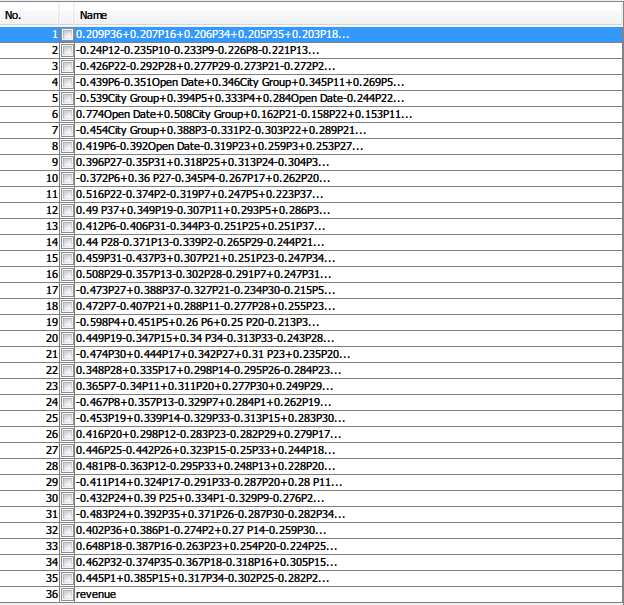 No. Name
1 0.209P36+0.207P16+0.206P34+0.205P35+0.203P18...
2 -0.24P12-0.235P10-0.233P9-0.226P8-0.221P13...
3 -0.426P22-0.292P28+0.277P29-0.273P21-0.272P2...
4 -0.439P6-0.351Open Date+0.346City Group+0.345P11+0.269P5...
5 -0.539City Group+0.394P5+0.333P4+0.284Open Date-0.244P22...
6 0.774Open Date+0.508City Group+0.162P21-0.158P22+0.153P11...
7 -0.454City Group+0.388P3-0.331P2-0.303P22+0.289P21...
8 0.419P6-0.392Open Date-0.319P23+0.259P3+0.253P27...
9 0.396P27-0.35P31+0.318P25+0.313P24-0.304P3...
10 -0.372P6+0.36 P27-0.345P4-0.267P17+0.262P20...
11 0.516P22-0.374P2-0.319P7+0.247P5+0.223P37...
12 0.49 P37+0.349P19-0.307P11+0.293P5+0.286P3...
13 0.412P6-0.406P31-0.344P3-0.251P25+0.251P37...
14 0.44 P28-0.371P13-0.339P2-0.265P29-0.244P21...
15 0.459P31-0.437P3+0.307P21+0.251P23-0.247P34...
16 0.508P29-0.357P13-0.302P28-0.291P7+0.247P31...
17 -0.473P27+0.388P37-0.327P21-0.234P30-0.215P5...
18 0.472P7-0.407P21+0.288P11-0.277P28+0.255P23...
19 -0.598P4+0.451P5+0.26 P6+0.25 P20-0.213P3...
20 0.449P19-0.347P15+0.34 P34-0.313P33-0.243P28...
21 -0.474P30+0.444P17+0.342P27+0.31 P23+0.235P20...
22 0.348P28+0.335P17+0.298P14-0.295P26-0.284P23...
23 0.365P7-0.34P11+0.311P20+0.277P30+0.249P29...
24 -0.467P8+0.357P13-0.329P7+0.284P1+0.262P19...
25 -0.453P19+0.339P14-0.329P33-0.313P15+0.283P30...
26 0.416P20+0.298P12-0.283P23-0.282P29+0.279P17...
27 0.446P25-0.442P26+0.323P15-0.25P33+0.244P18...
28 0.481P8-0.363P12-0.295P33+0.248P13+0.228P20...
29 -0.411P14+0.324P17-0.291P33-0.287P20+0.28 P11...
30 -0.432P24+0.39 P25+0.334P1-0.329P9-0.276P2...
31 -0.483P24+0.392P35+0.371P26-0.287P30-0.282P34...
32 0.402P36+0.386P1-0.274P2+0.27 P14-0.259P30...
33 0.648P18-0.387P16-0.263P23+0.254P20-0.224P25...
34 0.462P32-0.374P35-0.367P18-0.318P16+0.305P15...
35 0.445P1+0.385P15+0.317P34-0.302P25-0.282P2...
36 revenue